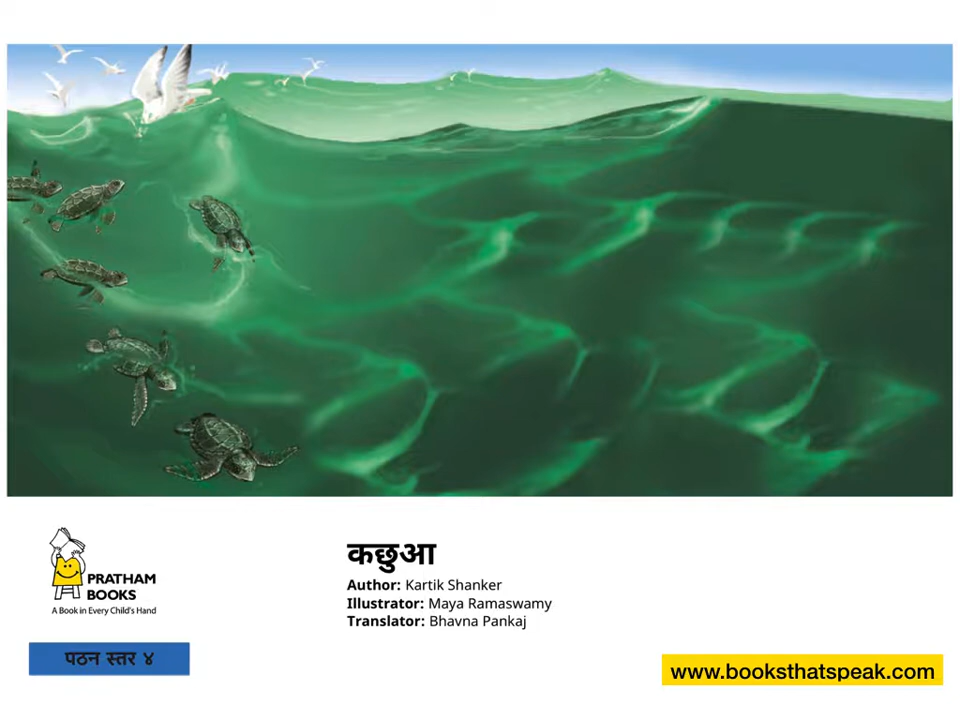 कछुआ
Author: Kartik Shanker
Illustrator: Maya Ramaswamy
Translator: Bhavna Pankaj
PRATHAM
BOOKS
A Book in Every Child's Hand
पठन स्तर ४
www.booksthatspeak.com